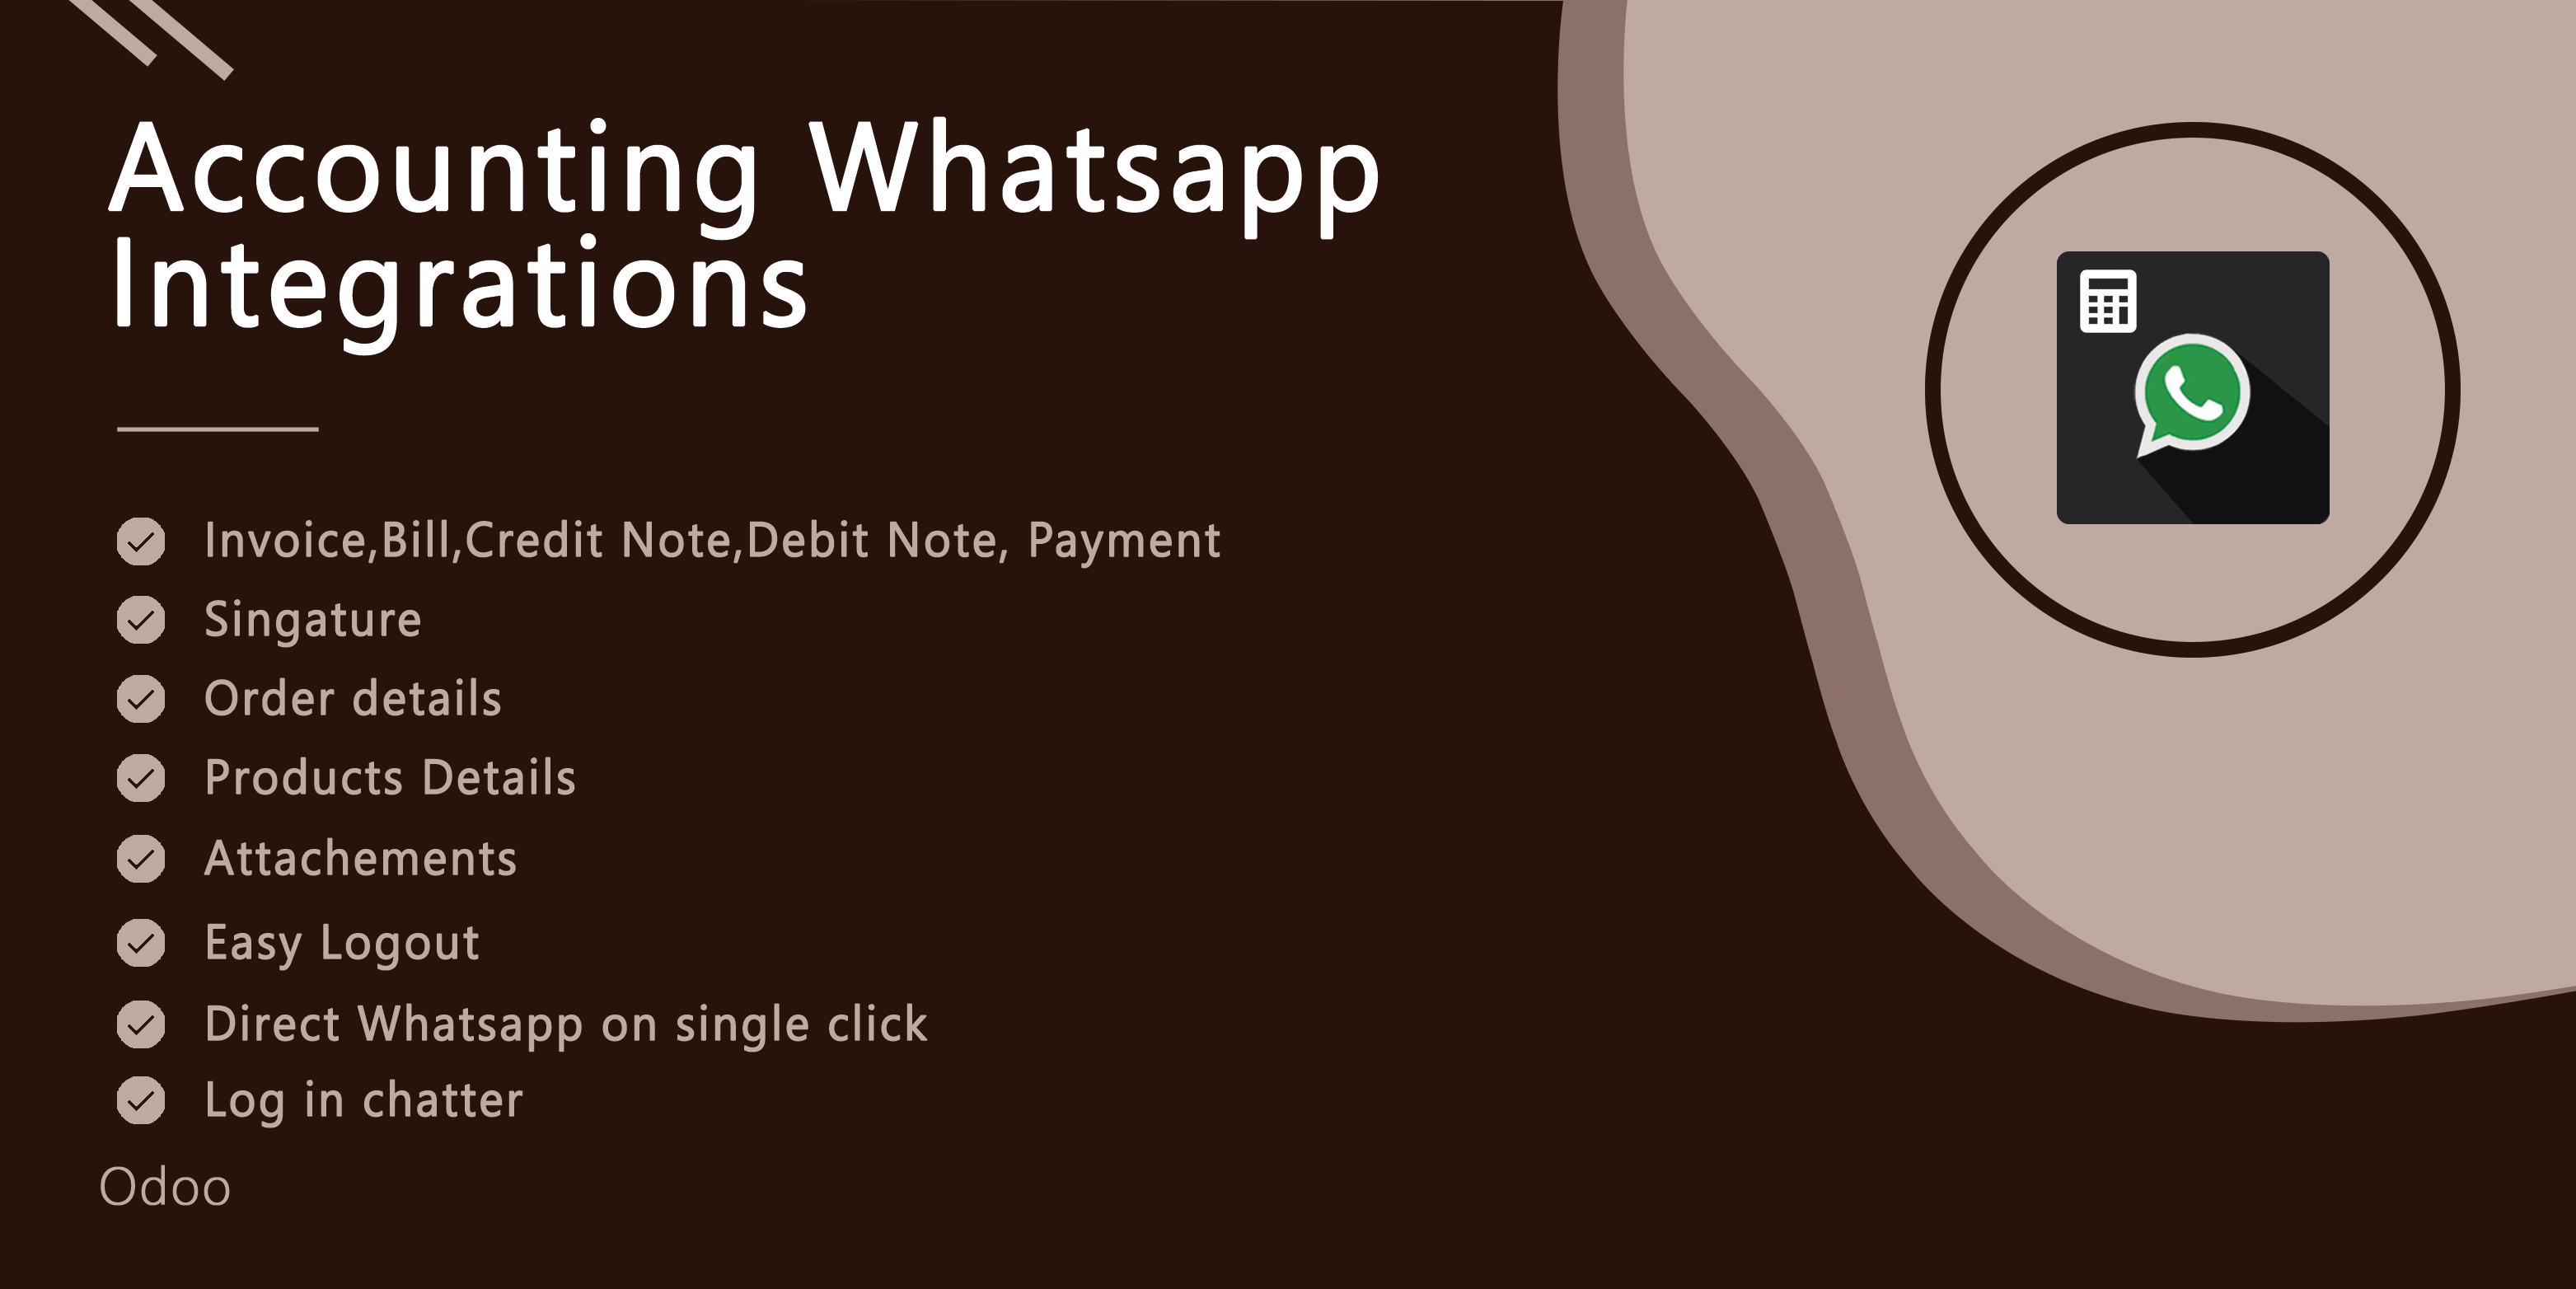 Accounting Whatsapp
Integrations
Invoice,Bill,Credit Note,Debit Note, Payment
Singature
Order details
Products Details
Attachements
Easy Logout
Direct Whatsapp on single click
Log in chatter
Odoo